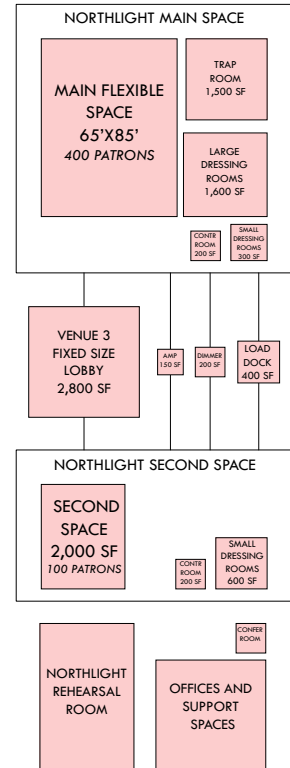 NORTHLIGHT MAIN SPACE
MAIN FLEXIBLE
SPACE
65'X85'
400 PATRONS
TRAP
ROOM
1,500 SF
LARGE
DRESSING
ROOMS
1,600 SF
CONTR
ROOM
200 SF
SMALL
DRESSING
ROOMS
300 SF
VENUE 3
FIXED SIZE
LOBBY
2,800 SF
AMP
150 SF
DIMMER
200 SF
LOAD
DOCK
400 SF
NORTHLIGHT SECOND SPACE
SECOND
SPACE
2,000 SF
100 PATRONS
CONTR
ROOM
200 SF
SMALL
DRESSING
ROOMS
600 SF
NORTHLIGHT
REHEARSAL
ROOM
CONFER
ROOM
OFFICES AND
SUPPORT
SPACES